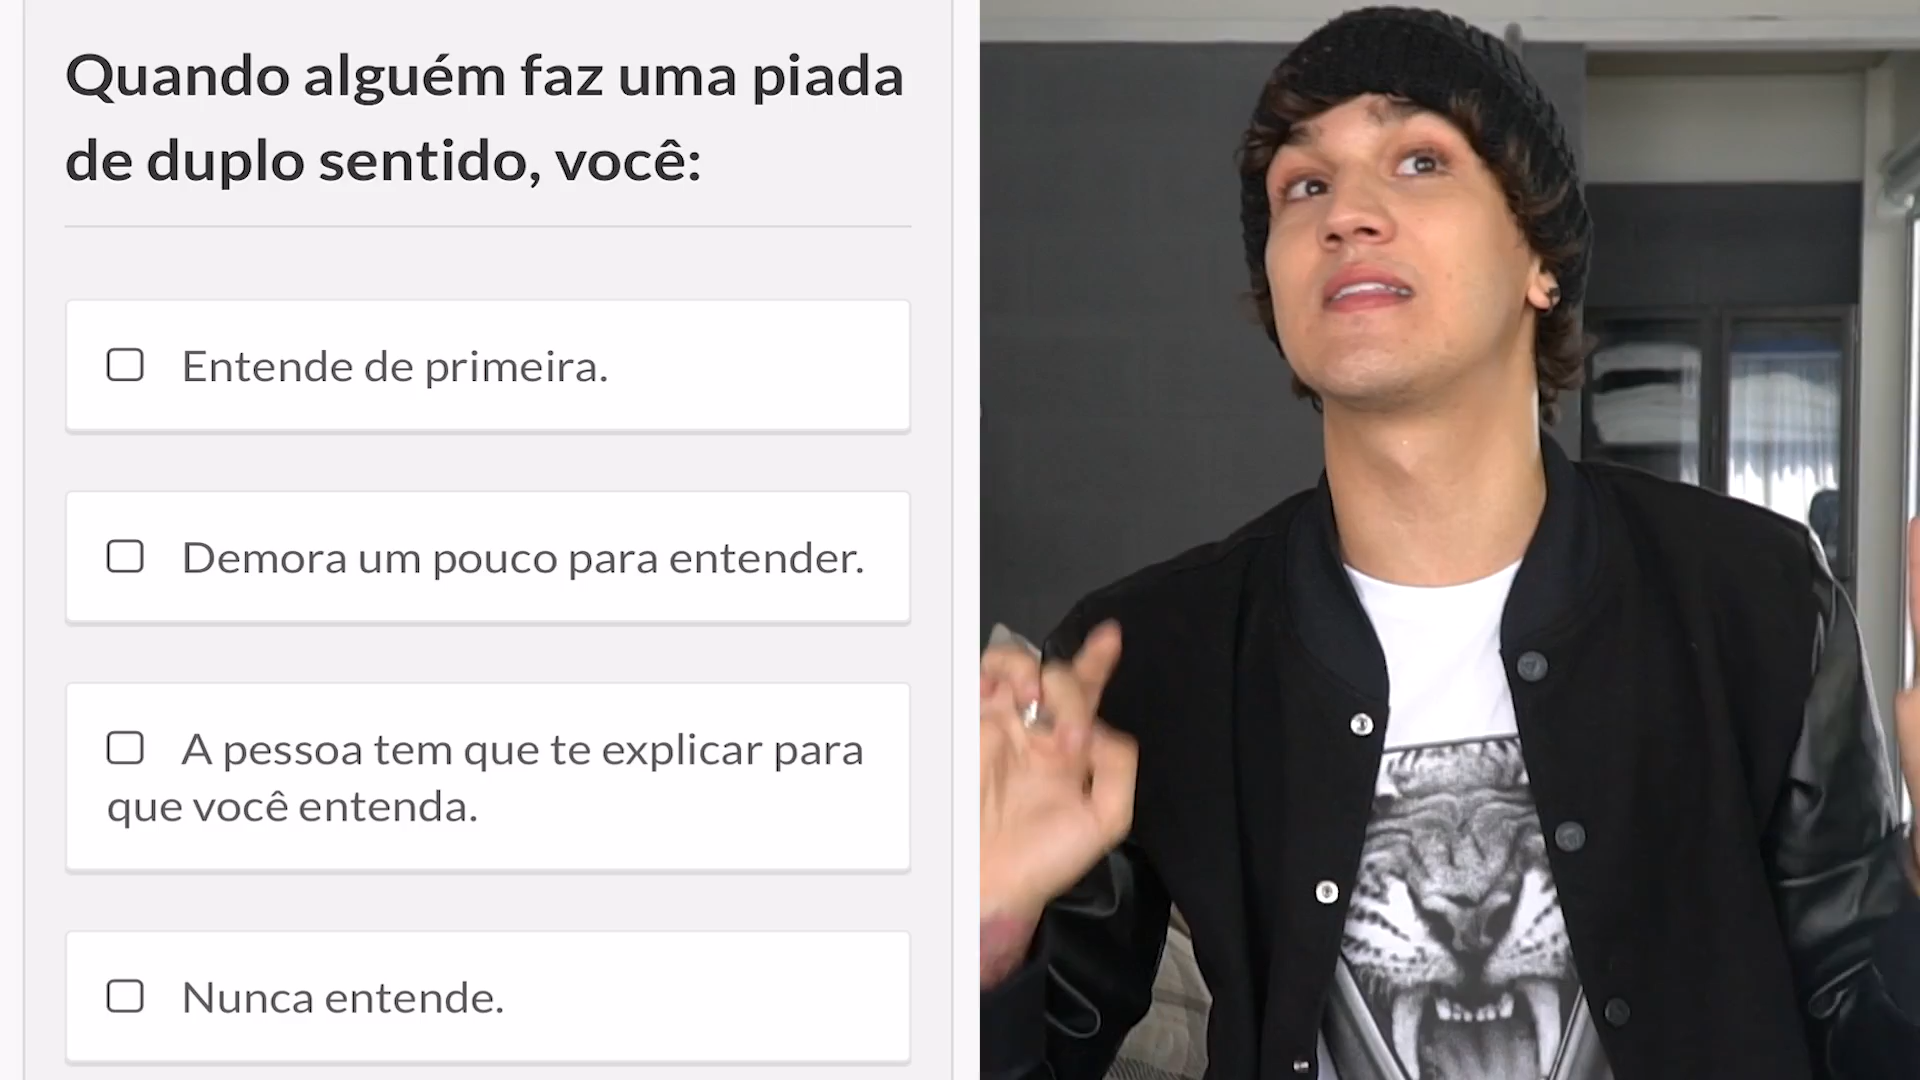 Quando alguém faz uma piada
de duplo sentido, você:
Entende de primeira.
Demora um pouco para entender.
A pessoa tem que te explicar para
que você entenda.
Nunca entende.